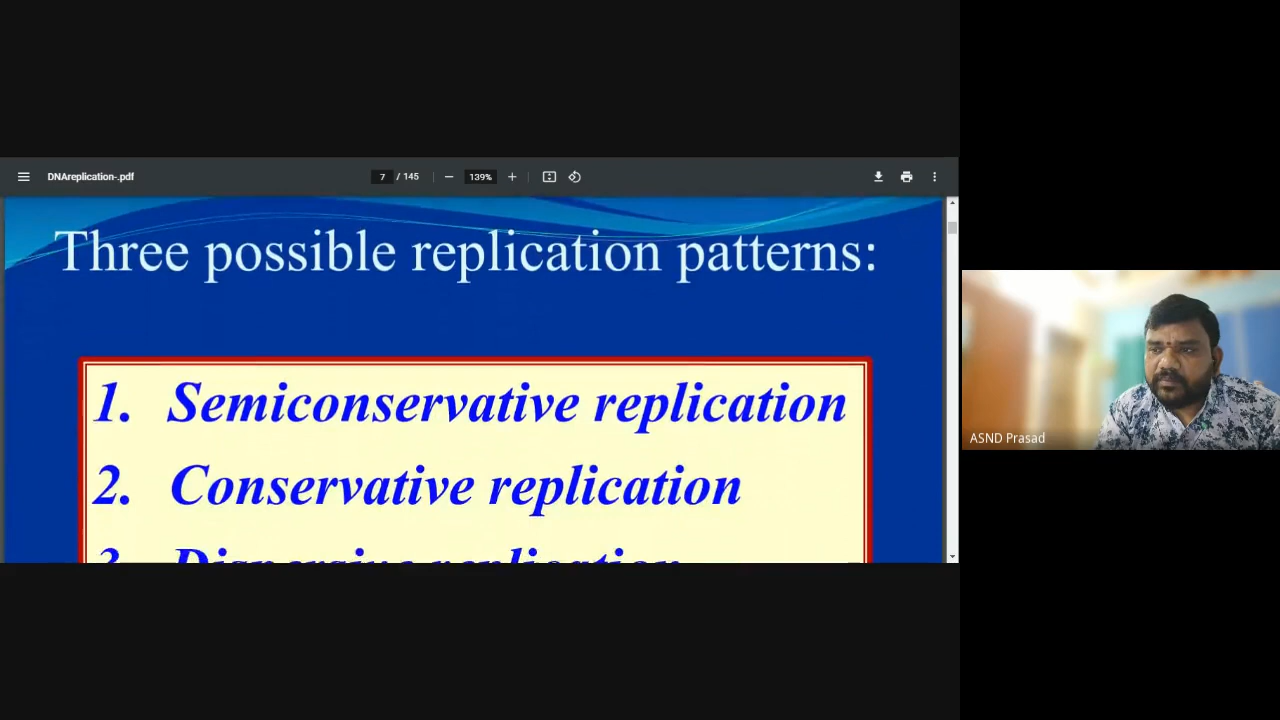 DNAreplication-.pdf
7 / 145
139%
Three possible replication patterns:
1. Semiconservative replication
2. Conservative replication
3. Dispersive replication
ASND Prasad